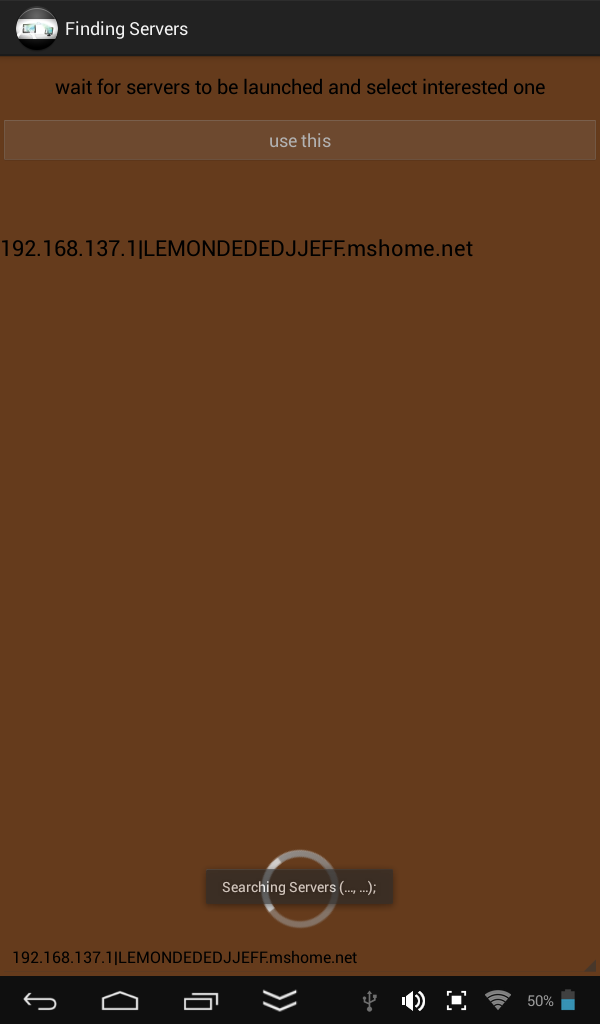 Finding Servers
wait for servers to be launched and select interested one
use this
192.168.137.1|LEMONDEDEDJJEFF.mshome.net
Searching Servers (..., ...);
192.168.137.1|LEMONDEDEDJJEFF.mshome.net
50%